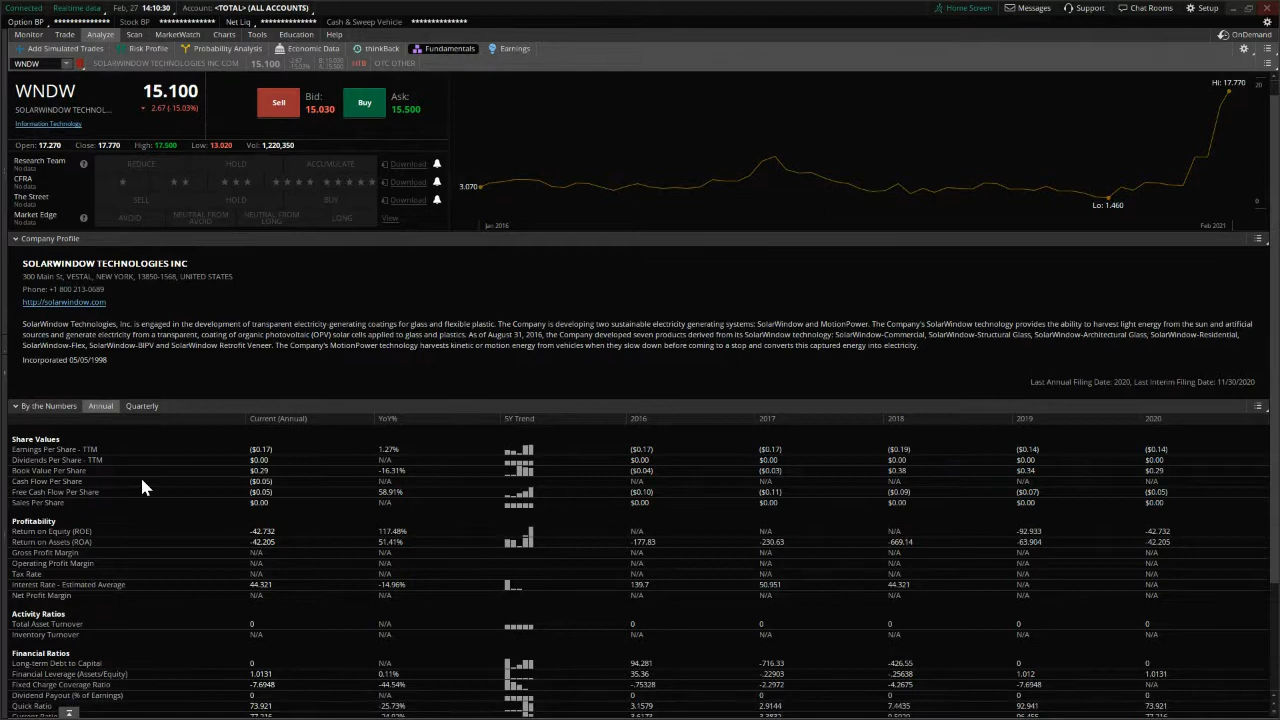 Connected Realtime data Feb, 27 14:10:30 Account: <TOTAL> (ALL ACCOUNTS) Home Screen Messages Support Chat Rooms Setup
Option BP ************** Stock BP ************** Net Liq ************** Cash & Sweep Vehicle **************
Monitor Trade Analyze Scan MarketWatch Charts Tools Education Help OnDemand
Add Simulated Trades Risk Profile Probability Analysis Economic Data thinkBack Fundamentals Earnings
WNDW SOLARWINDOW TECHNOLOGIES INC COM 15.100 -2.67 -15.03% B: 15.030 A: 15.500 HTB OTC OTHER
WNDW 15.100
SOLARWINDOW TECHNOL... 2.67 (-15.03%)
Information Technology
Sell Bid: 15.030 Buy Ask: 15.500
Open: 17.270 Close: 17.770 High: 17.500 Low: 13.020 Vol: 1,220,350
Research Team No data REDUCE HOLD ACCUMULATE Download
CFRA No data Download
The Street No data SELL HOLD BUY Download
Market Edge No data AVOID NEUTRAL FROM AVOID NEUTRAL FROM LONG LONG View
Hi: 17.770
20
3.070
Lo: 1.460
0
Jan 2016 Feb 2021
Company Profile
SOLARWINDOW TECHNOLOGIES INC
300 Main St, VESTAL, NEW YORK, 13850-1568, UNITED STATES
Phone: +1 800 213-0689
http://solarwindow.com
SolarWindow Technologies, Inc. is engaged in the development of transparent electricity-generating coatings for glass and flexible plastic. The Company is developing two sustainable electricity generating systems: SolarWindow and MotionPower. The Company's SolarWindow technology provides the ability to harvest light energy from the sun and artificial
sources and generate electricity from a transparent, coating of organic photovoltaic (OPV) solar cells applied to glass and plastics. As of August 31, 2016, the Company developed seven products derived from its SolarWindow technology: SolarWindow-Commercial, SolarWindow-Structural Glass, SolarWindow-Architectural Glass, SolarWindow-Residential,
SolarWindow-Flex, SolarWindow-BIPV and SolarWindow Retrofit Veneer. The Company's MotionPower technology harvests kinetic or motion energy from vehicles when they slow down before coming to a stop and converts this captured energy into electricity.
Incorporated 05/05/1998
Last Annual Filing Date: 2020, Last Interim Filing Date: 11/30/2020
By the Numbers Annual Quarterly
Current (Annual) YoY% 5Y Trend 2016 2017 2018 2019 2020
Share Values
Earnings Per Share - TTM ($0.17) 1.27% ($0.17) ($0.17) ($0.19) ($0.14) ($0.14)
Dividends Per Share - TTM $0.00 N/A $0.00 $0.00 $0.00 $0.00 $0.00
Book Value Per Share $0.29 -16.31% ($0.04) ($0.03) $0.38 $0.34 $0.29
Cash Flow Per Share ($0.05) N/A N/A N/A N/A N/A N/A
Free Cash Flow Per Share ($0.05) 58.91% ($0.10) ($0.11) ($0.09) ($0.07) ($0.05)
Sales Per Share $0.00 N/A $0.00 $0.00 $0.00 $0.00 $0.00
Profitability
Return on Equity (ROE) -42.732 117.48% N/A N/A N/A -92.933 -42.732
Return on Assets (ROA) -42.205 51.41% -177.83 -230.63 -669.14 -63.904 -42.205
Gross Profit Margin N/A N/A N/A N/A N/A N/A N/A
Operating Profit Margin N/A N/A N/A N/A N/A N/A N/A
Tax Rate N/A N/A N/A N/A N/A N/A N/A
Interest Rate - Estimated Average 44.321 -14.96% 139.7 50.951 44.321 N/A N/A
Net Profit Margin N/A N/A N/A N/A N/A N/A N/A
Activity Ratios
Total Asset Turnover 0 N/A 0 0 0 0 0
Inventory Turnover N/A N/A N/A N/A N/A N/A N/A
Financial Ratios
Long-term Debt to Capital 0 N/A 94.281 -716.33 -426.55 0 0
Financial Leverage (Assets/Equity) 1.0131 0.11% 35.36 -.22903 -.25638 1.012 1.0131
Fixed Charge Coverage Ratio -7.6948 -44.54% -.75328 -2.2972 -4.2675 -7.6948 N/A
Dividend Payout (% of Earnings) 0 N/A 0 0 0 0 0
Quick Ratio 73.921 -25.73% 3.1579 2.9144 7.4435 92.941 73.921